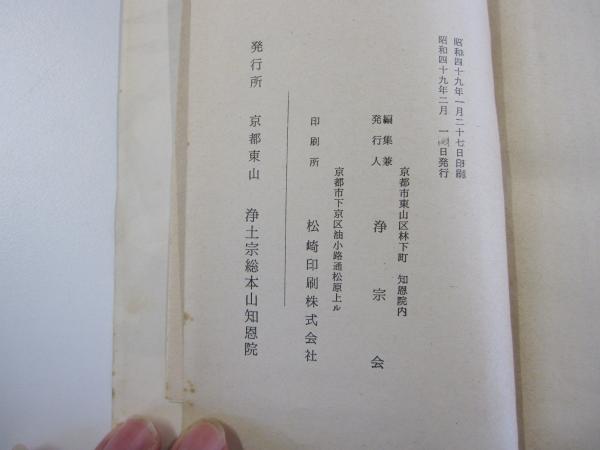 昭和四十九年一月二十七日印刷
昭和四十九年二月 一日発行
京都市東山区林下町 知恩院内
編集兼
発行人 浄宗会
京都市下京区油小路通松原上ル
印刷所 松崎印刷株式会社
発行所 京都東山 浄土宗総本山知恩院